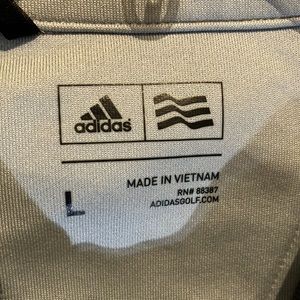 adidas
L
MADE IN VIETNAM
RN# 88387
ADIDASGOLF.COM